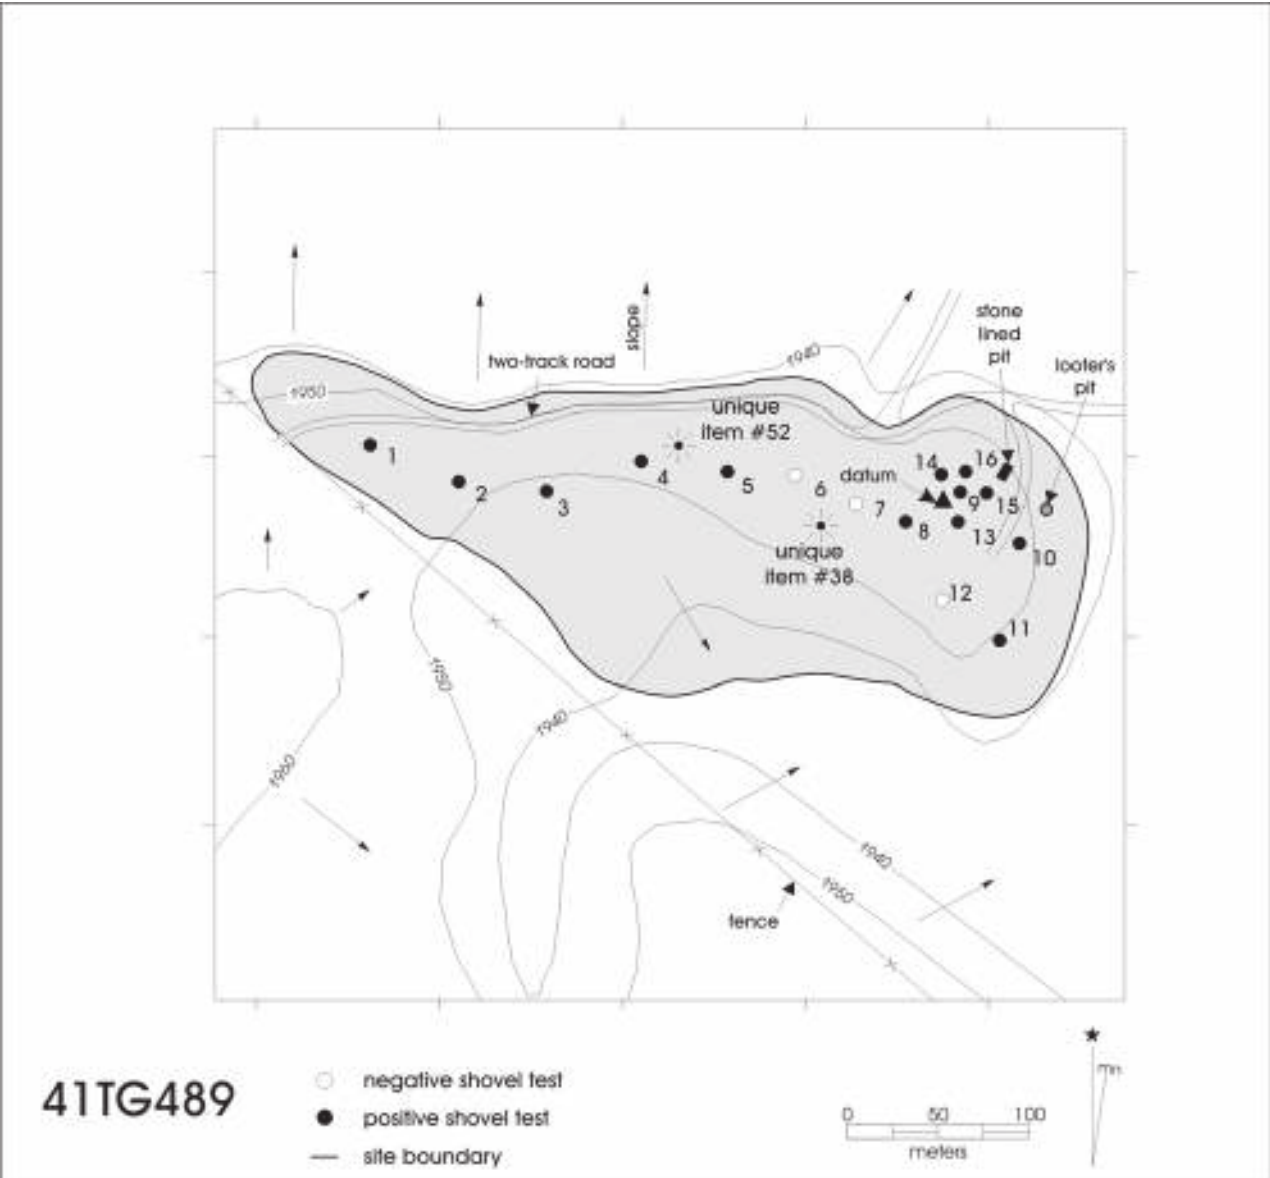 1940
slope
stone
lined
pit
two-track road
looter's
pit
1950
unique
item #52
1
2
3
4
5
6
7
datum
14
16
9
15
8
13
10
unique
item #38
12
11
1950
1940
1960
1940
1950
fence
mn
41TG489
negative shovel test
positive shovel test
site boundary
0 50 100
meters